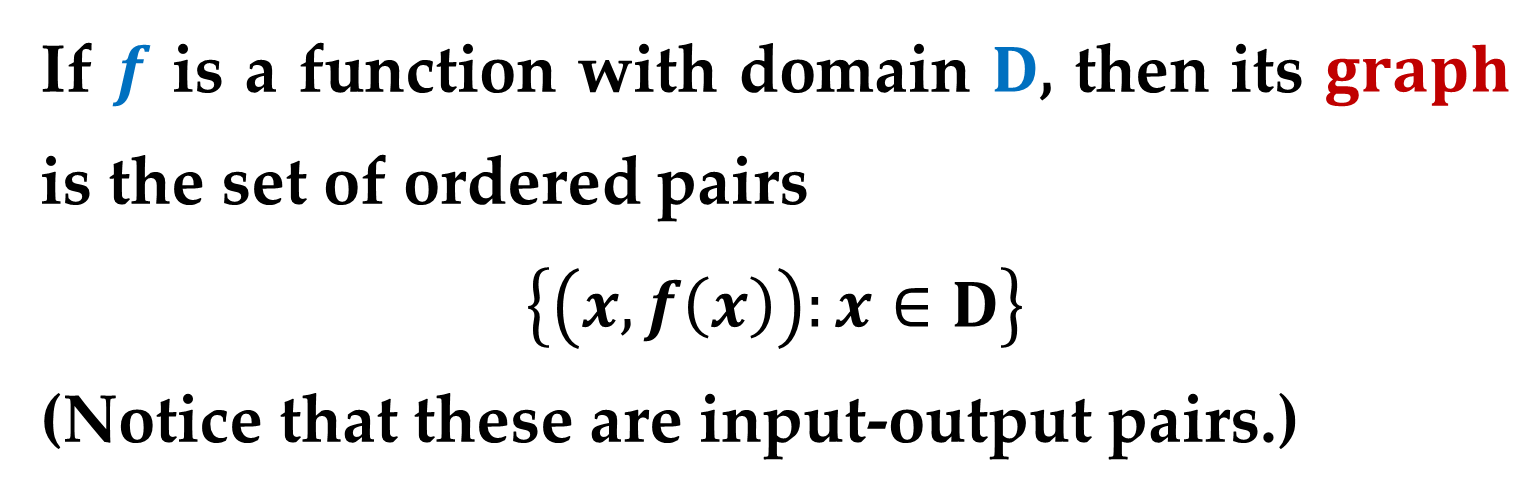 If f is a function with domain D, then its graph
is the set of ordered pairs
{(x, f(x)): x ∈ D}
(Notice that these are input-output pairs.)